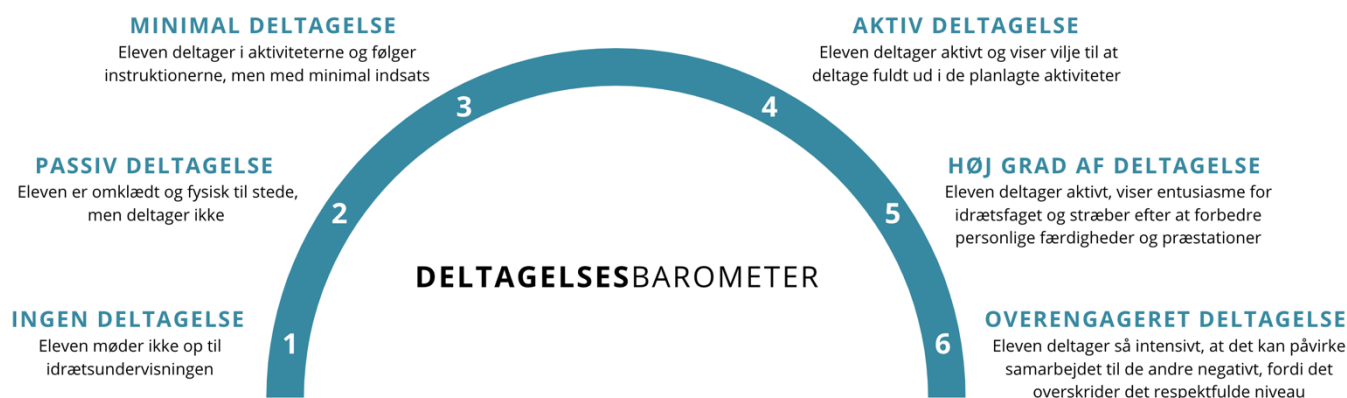 MINIMAL DELTAGELSE
Eleven deltager i aktiviteterne og følger
instruktionerne, men med minimal indsats
3
AKTIV DELTAGELSE
Eleven deltager aktivt og viser vilje til at
deltage fuldt ud i de planlagte aktiviteter
4
PASSIV DELTAGELSE
Eleven er omklædt og fysisk til stede,
men deltager ikke
2
HØJ GRAD AF DELTAGELSE
Eleven deltager aktivt, viser entusiasme for
idrætsfaget og stræber efter at forbedre
personlige færdigheder og præstationer
5
DELTAGELSESBAROMETER
INGEN DELTAGELSE
Eleven møder ikke op til
idrætsundervisningen
1
OVERENGAGERET DELTAGELSE
Eleven deltager så intensivt, at det kan påvirke
samarbejdet til de andre negativt, fordi det
overskrider det respektfulde niveau
6